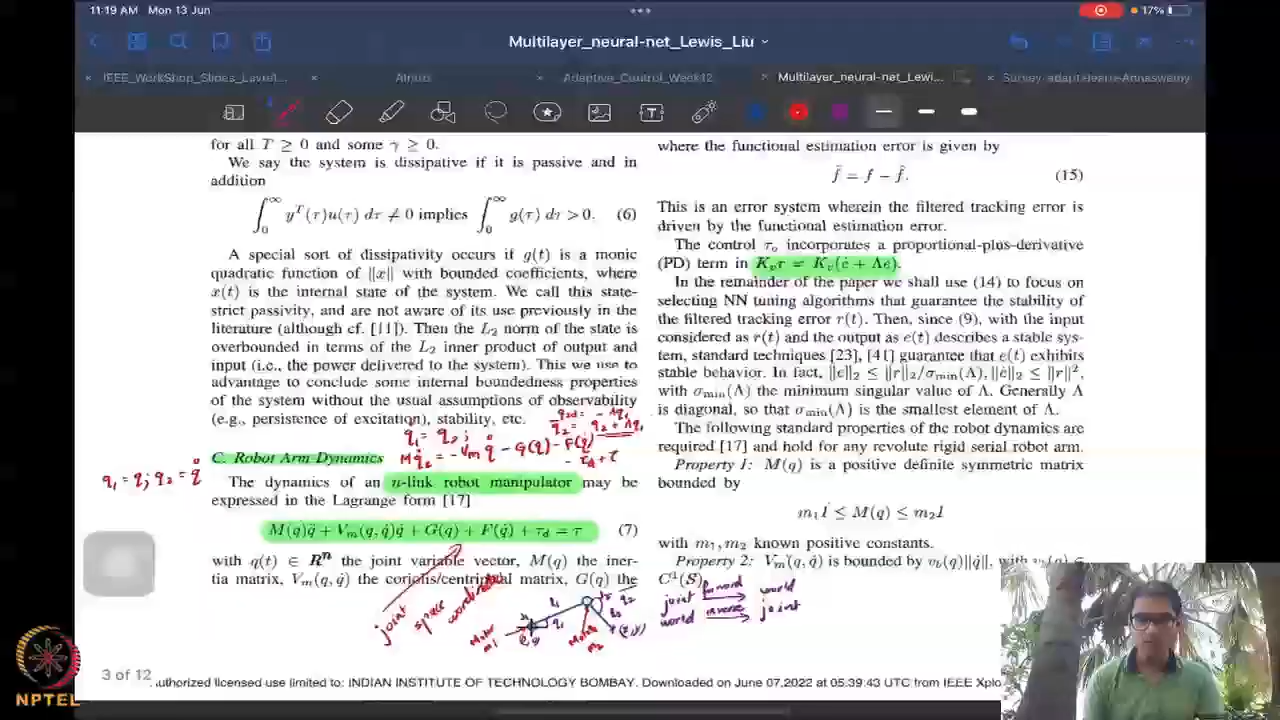 11:19 AM Mon 13 Jun
17%
Multilayer_neural-net_Lewis_Liu
IEEE_WorkShop_Slides_Lavret...
Adaptive_Control_Week12
Multilayer_neural-net_Lewi...
Survey-adapt-learn-Annaswamy
for all T ≥ 0 and some γ ≥ 0.
We say the system is dissipative if it is passive and in
addition
∫₀^∞ yᵀ(τ)u(τ) dτ ≠ 0 implies ∫₀^∞ g(τ) dτ > 0. (6)
A special sort of dissipativity occurs if g(t) is a monic
quadratic function of ‖x‖ with bounded coefficients, where
x(t) is the internal state of the system. We call this state-
strict passivity, and are not aware of its use previously in the
literature (although cf. [11]). Then the L₂ norm of the state is
overbounded in terms of the L₂ inner product of output and
input (i.e., the power delivered to the system). This we use to
advantage to conclude some internal boundedness properties
of the system without the usual assumptions of observability
(e.g., persistence of excitation), stability, etc.
C. Robot Arm Dynamics
q₁ = q; q₂ = q̇
The dynamics of an n-link robot manipulator may be
expressed in the Lagrange form [17]
M(q)q̈ + Vₘ(q, q̇)q̇ + G(q) + F(q̇) + τd = τ (7)
with q(t) ∈ Rⁿ the joint variable vector, M(q) the iner-
tia matrix, Vₘ(q, q̇) the coriolis/centripetal matrix, G(q) the
joint space coordinates
Motor m1
Motor m2
where the functional estimation error is given by
f̃ = f − f̂. (15)
This is an error system wherein the filtered tracking error is
driven by the functional estimation error.
The control τₒ incorporates a proportional-plus-derivative
(PD) term in Kᵥr = Kᵥ(ė + Λe).
In the remainder of the paper we shall use (14) to focus on
selecting NN tuning algorithms that guarantee the stability of
the filtered tracking error r(t). Then, since (9), with the input
considered as r(t) and the output as e(t) describes a stable sys-
tem, standard techniques [23], [41] guarantee that e(t) exhibits
stable behavior. In fact, ‖e‖₂ ≤ ‖r‖₂/σmin(Λ), ‖ė‖₂ ≤ ‖r‖₂,
with σmin(Λ) the minimum singular value of Λ. Generally Λ
is diagonal, so that σmin(Λ) is the smallest element of Λ.
The following standard properties of the robot dynamics are
required [17] and hold for any revolute rigid serial robot arm.
Property 1: M(q) is a positive definite symmetric matrix
bounded by
m₁I ≤ M(q) ≤ m₂I
with m₁, m₂ known positive constants.
Property 2: Vₘ(q, q̇) is bounded by vb(q)‖q̇‖, with vb(q) ∈
C¹(S).
joint forward world
world inverse joint
3 of 12
NPTEL
uthorized licensed use limited to: INDIAN INSTITUTE OF TECHNOLOGY BOMBAY. Downloaded on June 07,2022 at 05:39:43 UTC from IEEE Xplo